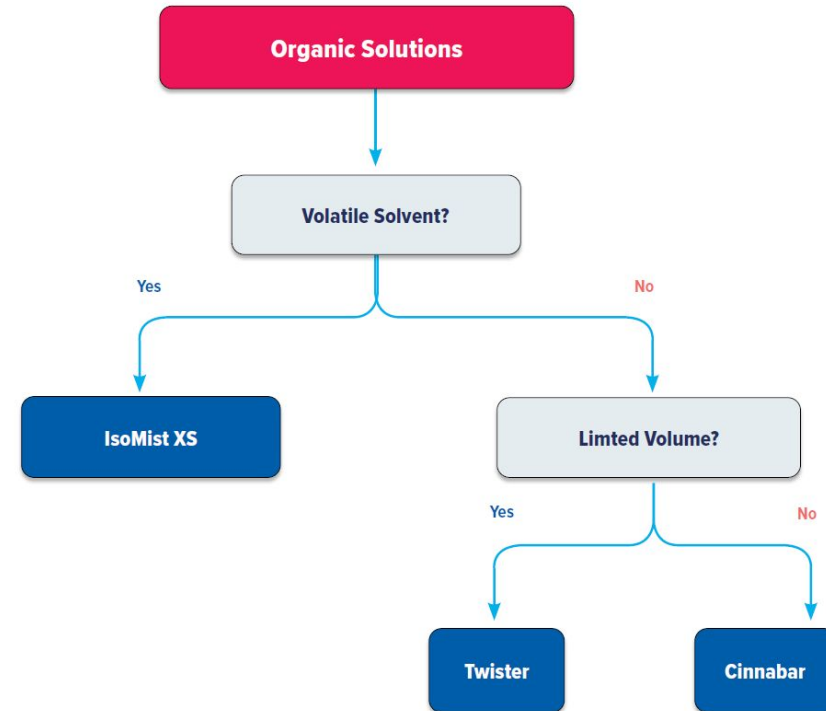 Organic Solutions
Volatile Solvent?
Yes
No
IsoMist XS
Limted Volume?
Yes
No
Twister
Cinnabar